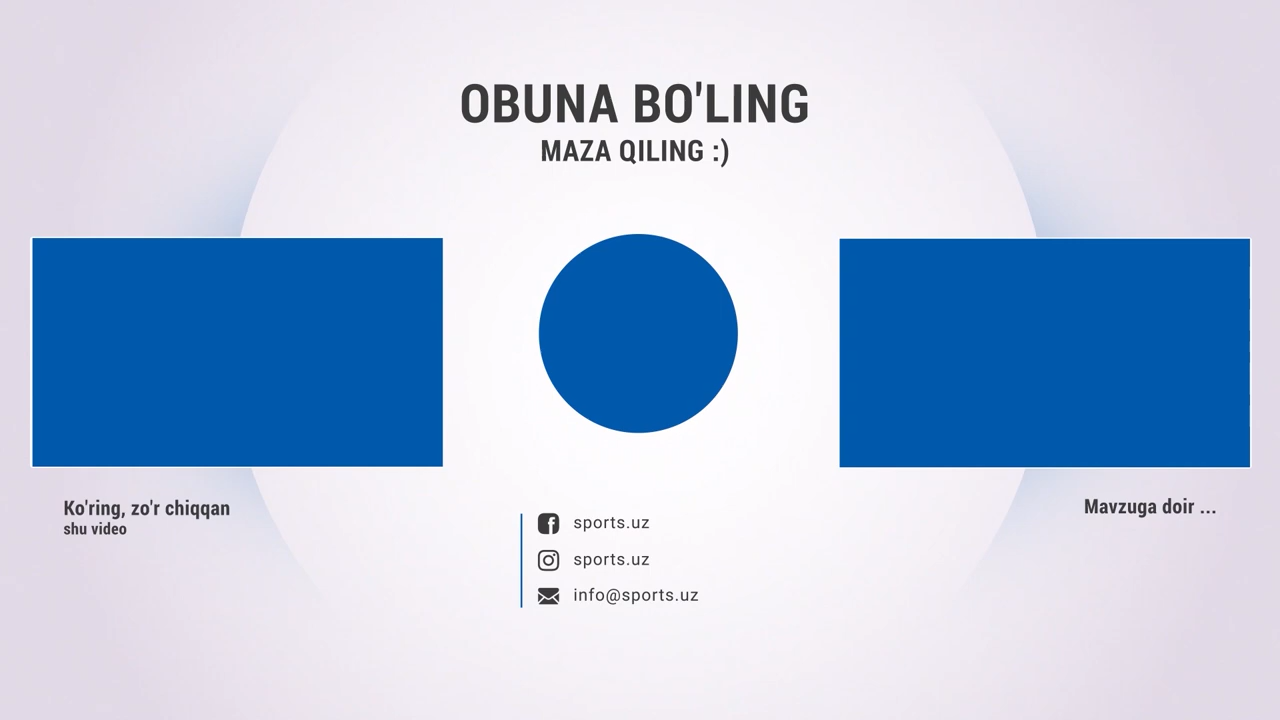 OBUNA BO'LING
MAZA QILING :)
Ko'ring, zo'r chiqqan
shu video
Mavzuga doir ...
sports.uz
sports.uz
info@sports.uz